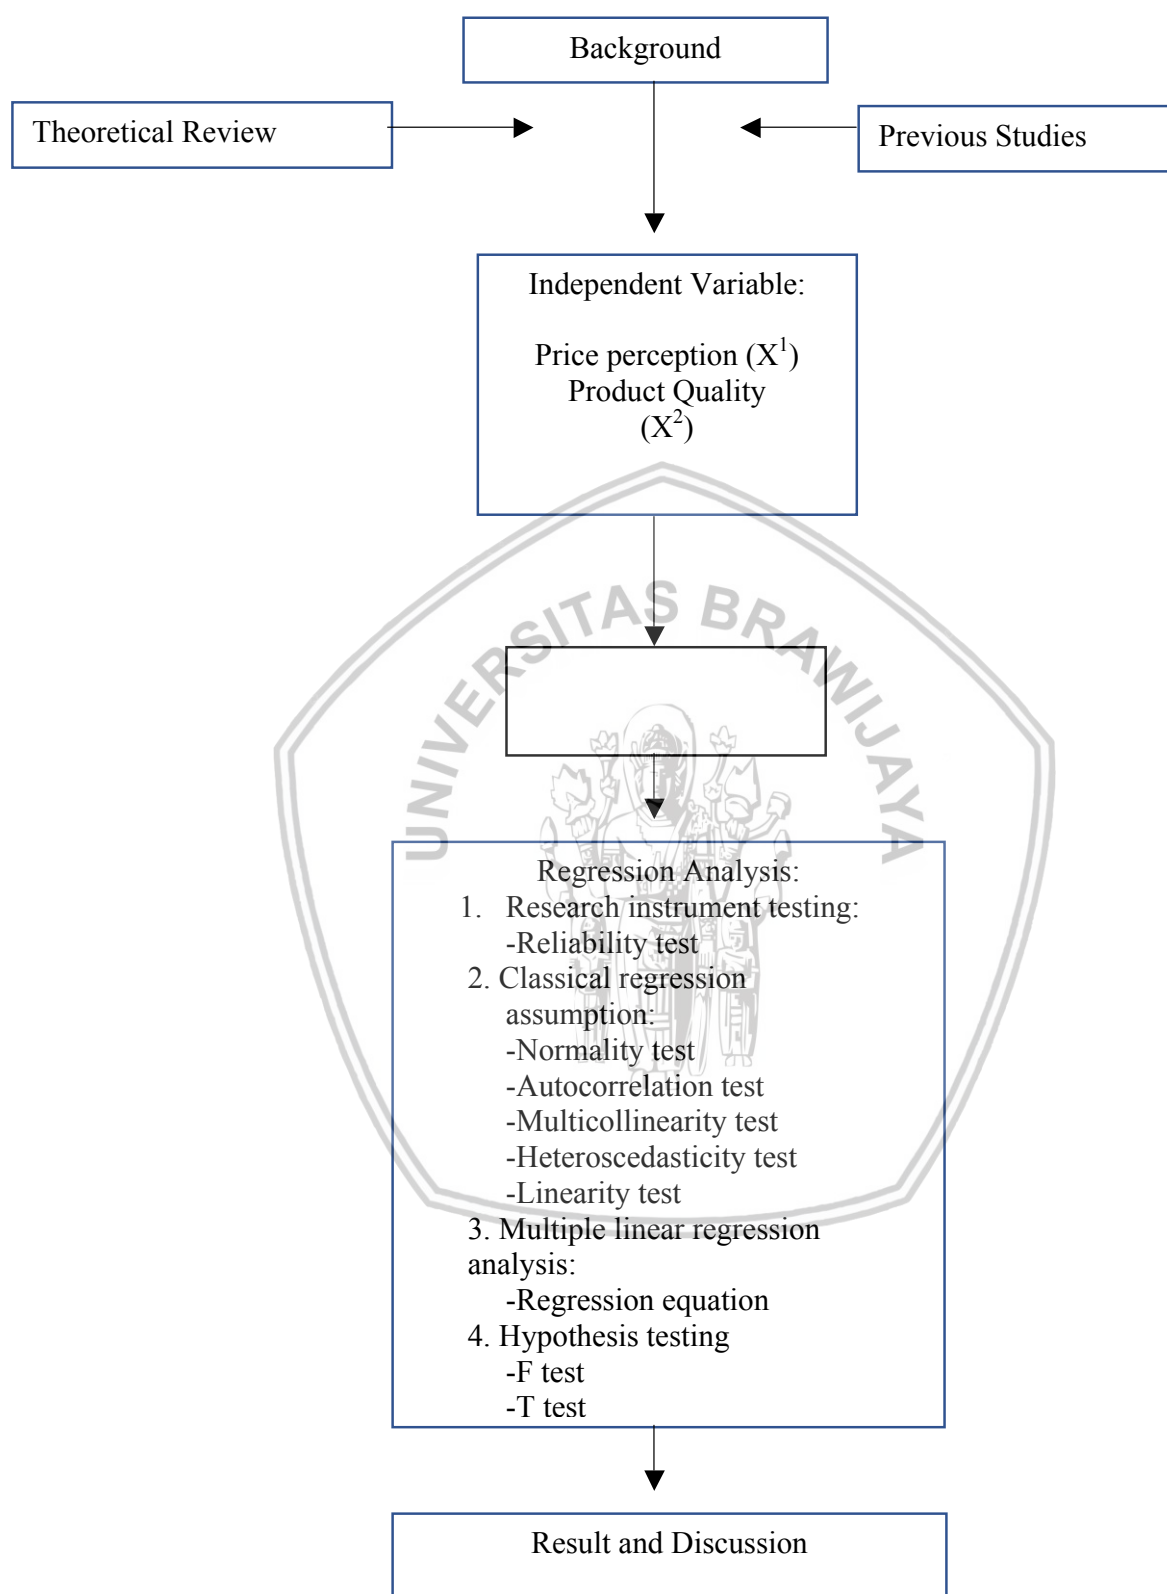 Background
Theoretical Review
Previous Studies
Independent Variable:
Price perception (X¹)
Product Quality
(X²)
UNIVERSITAS BRAWIJAYA
Regression Analysis:
1. Research instrument testing:
-Reliability test
2. Classical regression
assumption:
-Normality test
-Autocorrelation test
-Multicollinearity test
-Heteroscedasticity test
-Linearity test
3. Multiple linear regression
analysis:
-Regression equation
4. Hypothesis testing
-F test
-T test
Result and Discussion